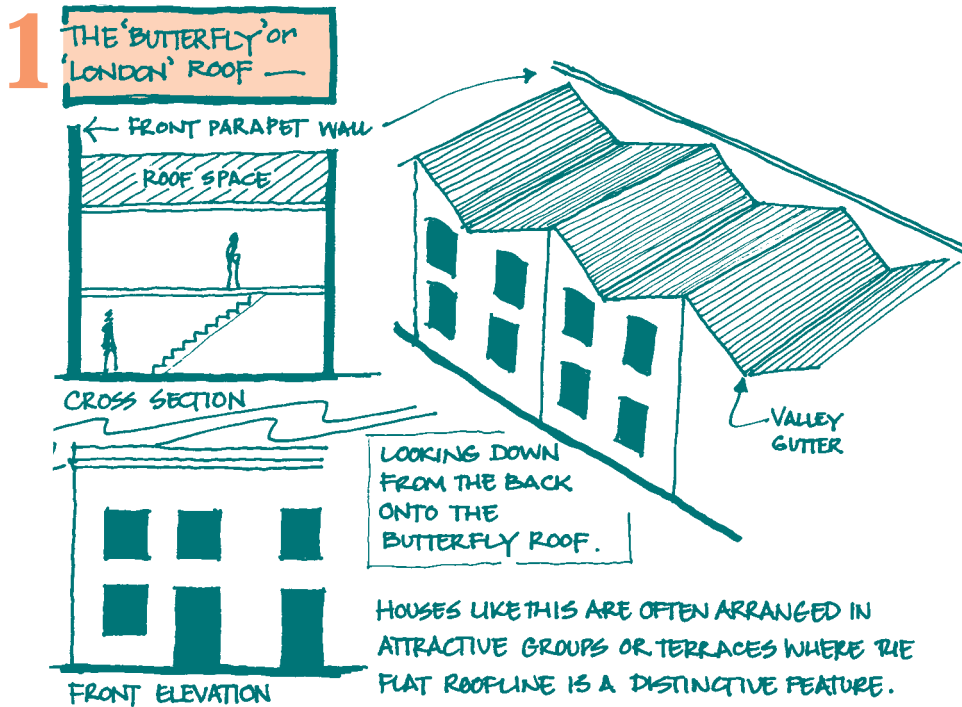 1
THE 'BUTTERFLY' or
'LONDON' ROOF —
← FRONT PARAPET WALL
ROOF SPACE
CROSS SECTION
VALLEY
GUTTER
LOOKING DOWN
FROM THE BACK
ONTO THE
BUTTERFLY ROOF.
HOUSES LIKE THIS ARE OFTEN ARRANGED IN
ATTRACTIVE GROUPS OR TERRACES WHERE THE
FLAT ROOFLINE IS A DISTINCTIVE FEATURE.
FRONT ELEVATION